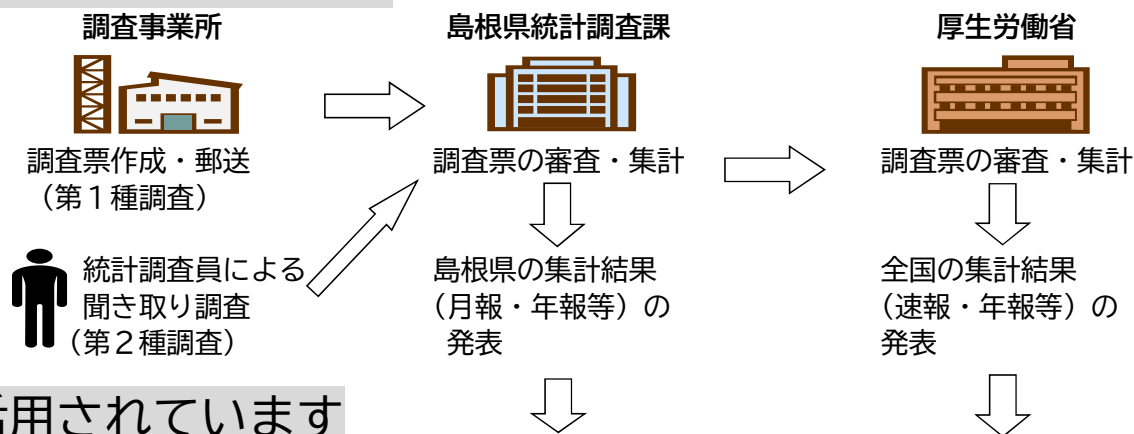 調査事業所
調査票作成・郵送
（第１種調査）
統計調査員による
聞き取り調査
（第２種調査）
島根県統計調査課
調査票の審査・集計
島根県の集計結果
（月報・年報等）の
発表
厚生労働省
調査票の審査・集計
全国の集計結果
（速報・年報等）の
発表
活用されています